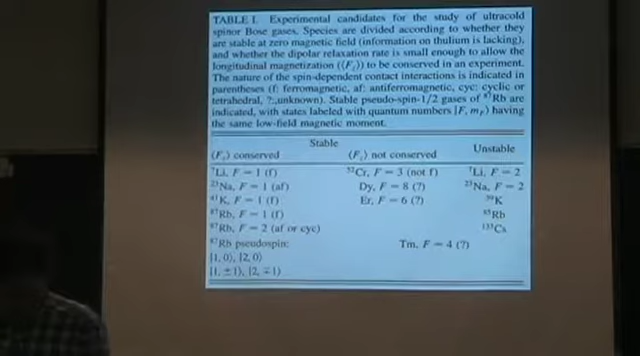 TABLE I. Experimental candidates for the study of ultracold
spinor Bose gases. Species are divided according to whether they
are stable at zero magnetic field (information on thulium is lacking),
and whether the dipolar relaxation rate is small enough to allow the
longitudinal magnetization (⟨F_z⟩) to be conserved in an experiment.
The nature of the spin-dependent contact interactions is indicated in
parentheses (f: ferromagnetic, af: antiferromagnetic, cyc: cyclic or
tetrahedral, ?:,unknown). Stable pseudo-spin-1/2 gases of ⁸⁷Rb are
indicated, with states labeled with quantum numbers |F, m_F⟩ having
the same low-field magnetic moment.
Stable
⟨F_z⟩ conserved ⟨F_z⟩ not conserved Unstable
⁷Li, F = 1 (f) ⁵²Cr, F = 3 (not f) ⁷Li, F = 2
²³Na, F = 1 (af) Dy, F = 8 (?) ²³Na, F = 2
⁴¹K, F = 1 (f) Er, F = 6 (?) ³⁹K
⁸⁷Rb, F = 1 (f) ⁸⁵Rb
⁸⁷Rb, F = 2 (af or cyc) ¹³³Cs
⁸⁷Rb pseudospin: Tm, F = 4 (?)
|1, 0⟩, |2, 0⟩
|1, ±1⟩, |2, ∓1⟩